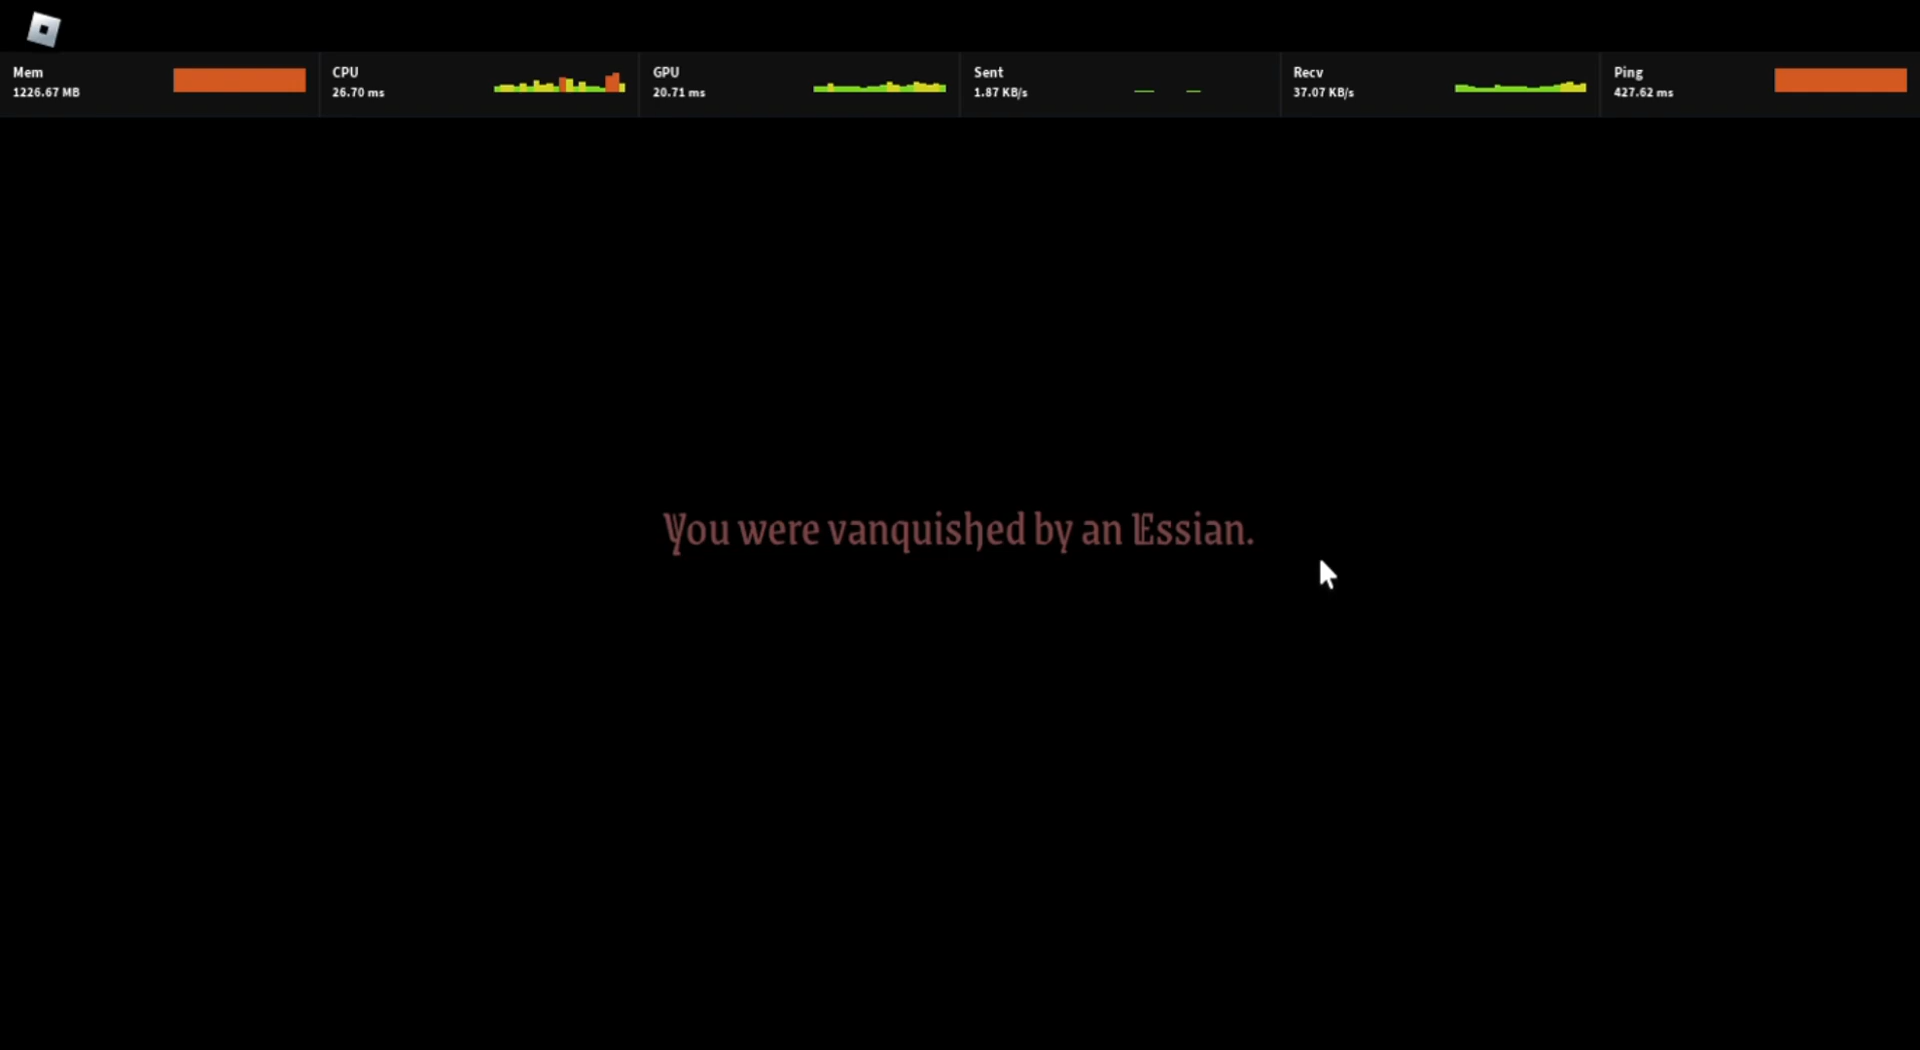 Mem CPU GPU Sent Recv Ping
1226.67 MB 26.70 ms 20.71 ms 1.87 KB/s 37.07 KB/s 427.62 ms
You were vanquished by an Essian.